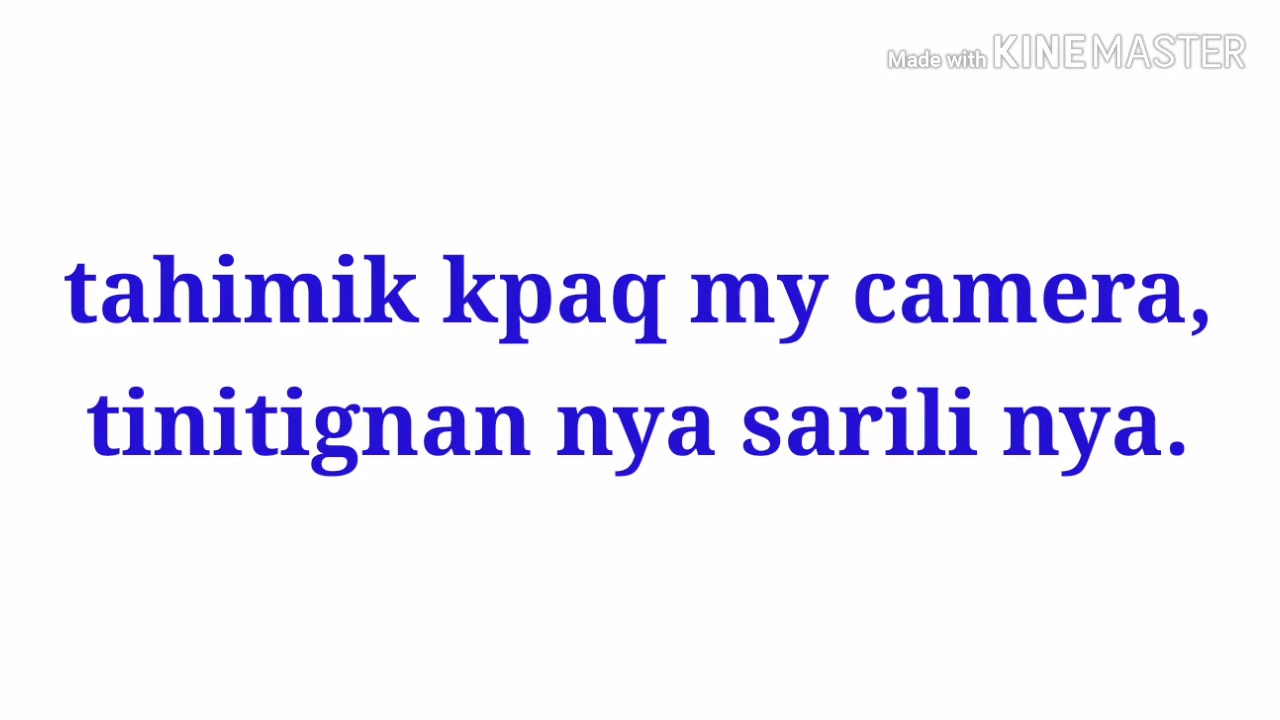 Made with KINEMASTER
tahimik kpaq my camera,
tinitignan nya sarili nya.